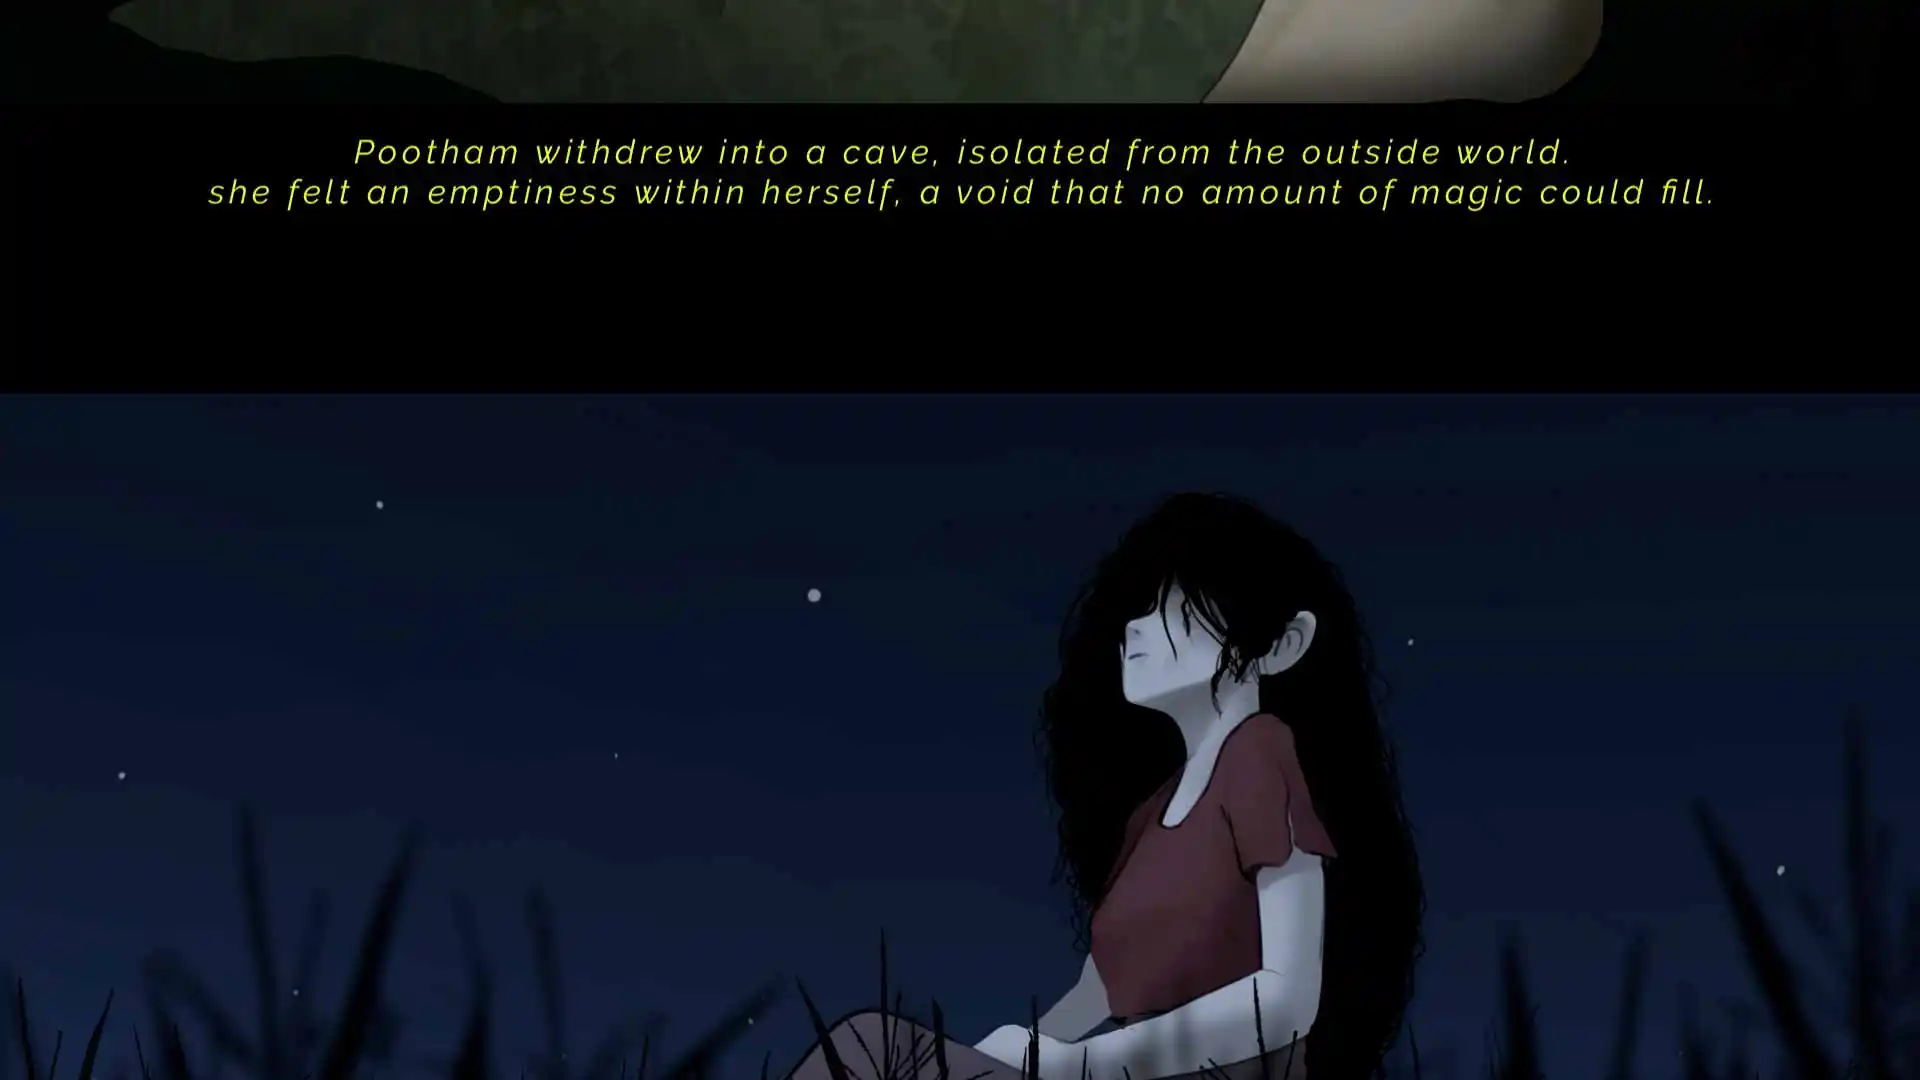 Pootham withdrew into a cave, isolated from the outside world.
she felt an emptiness within herself, a void that no amount of magic could fill.